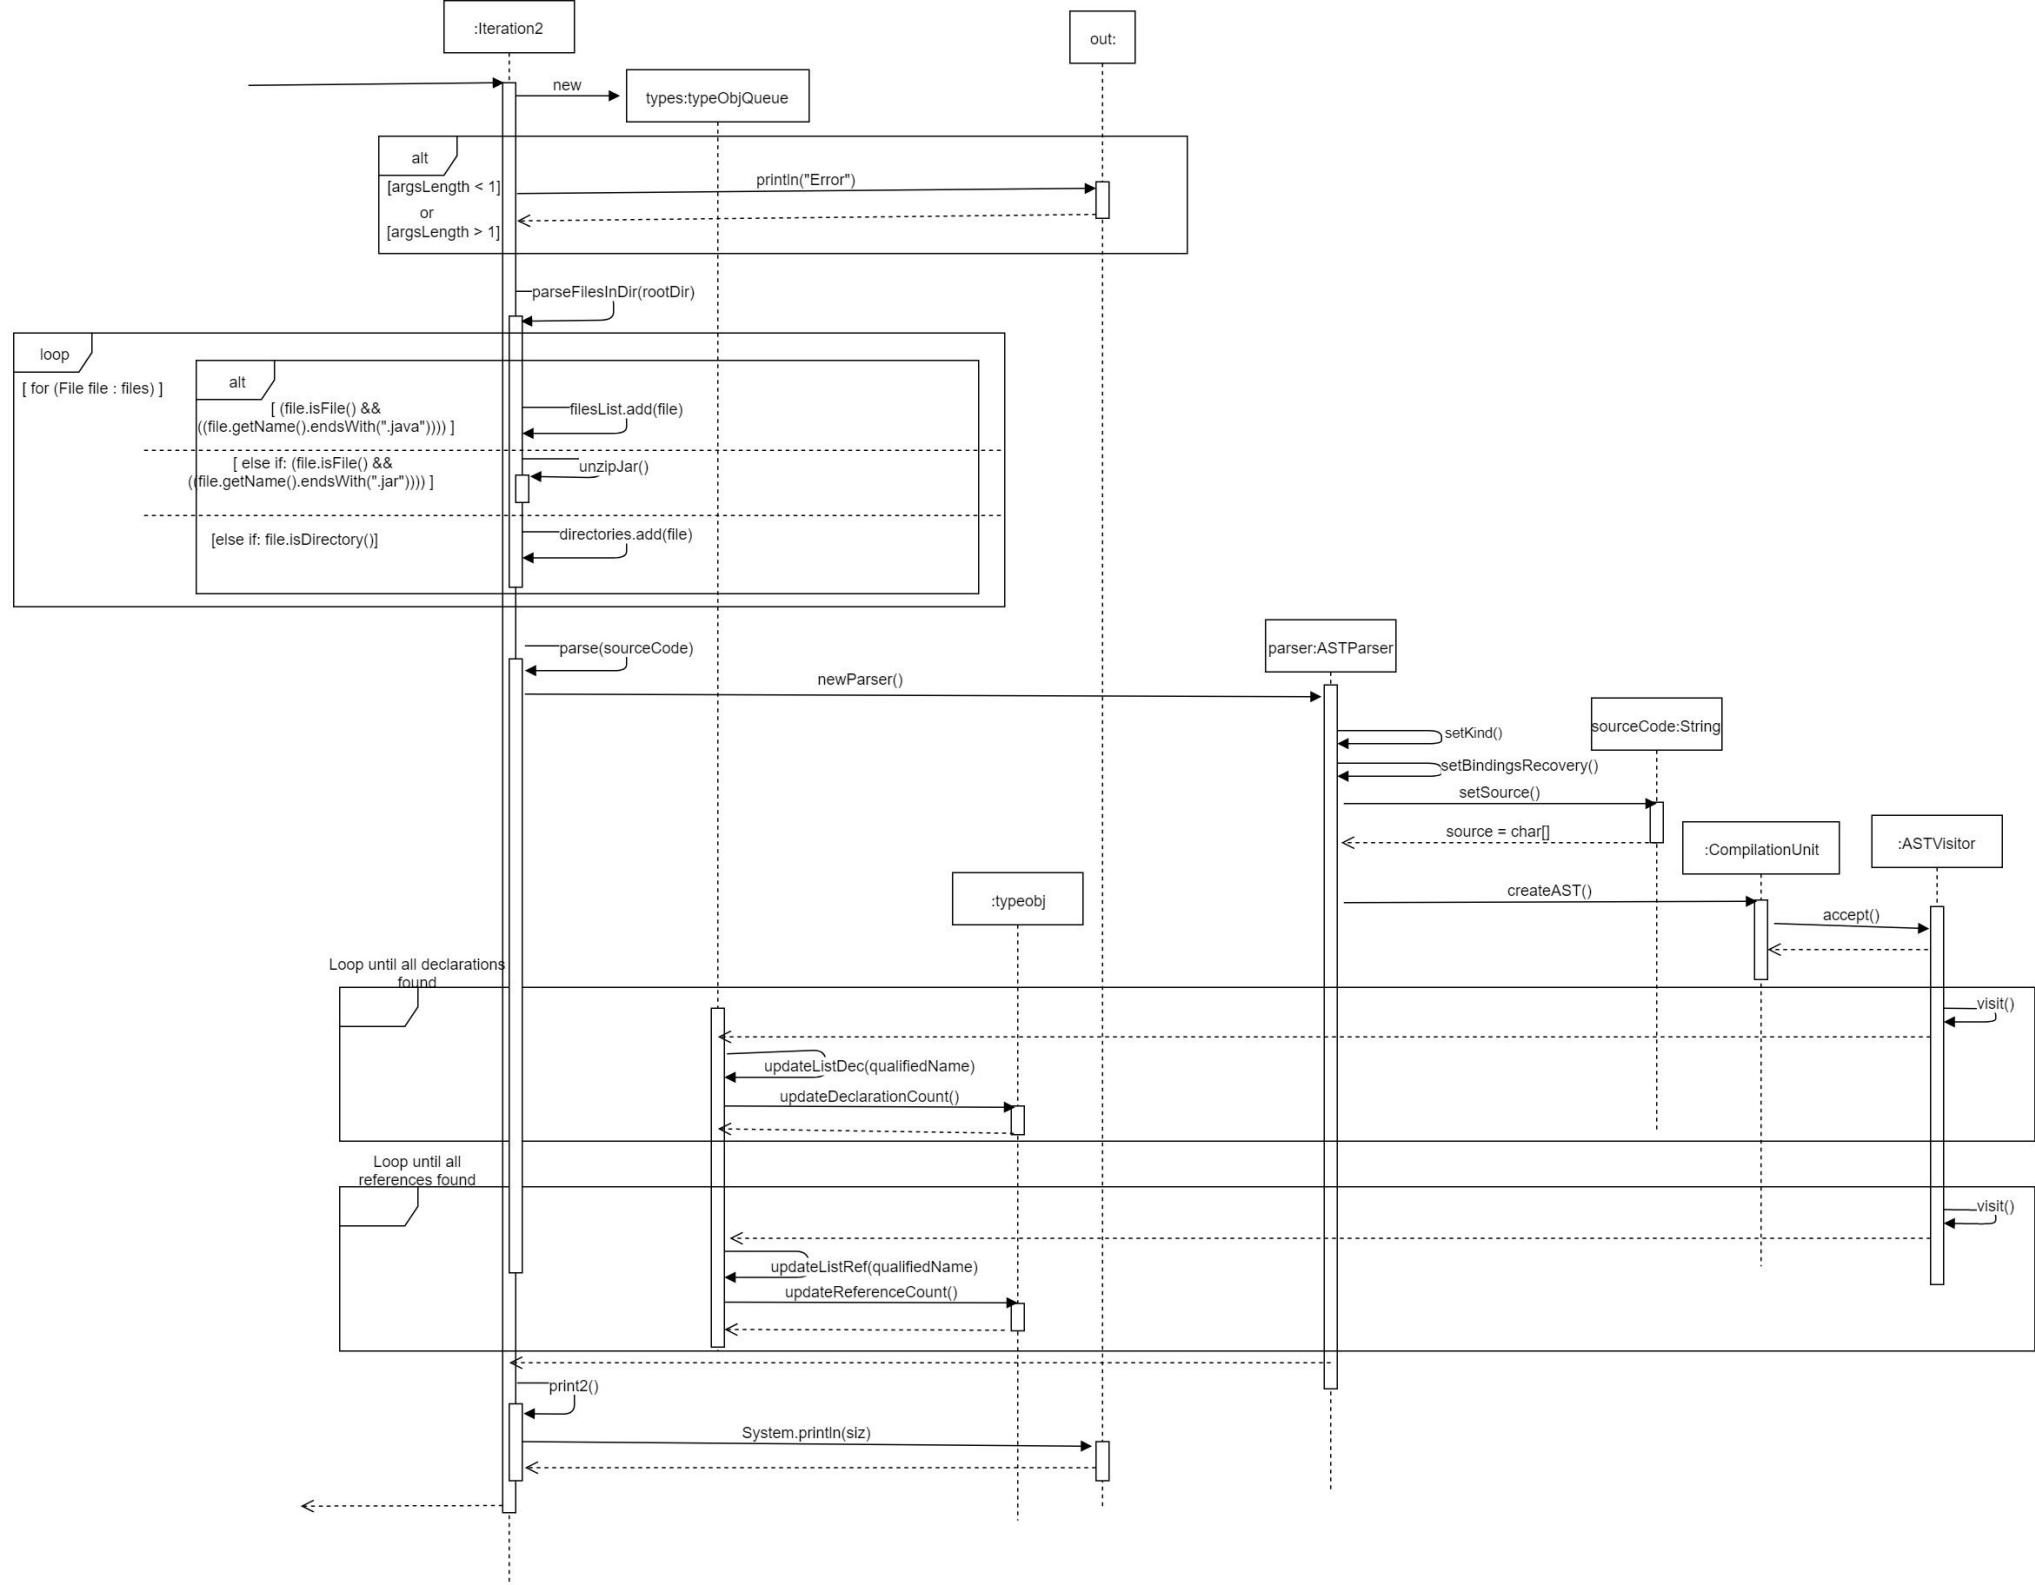 :Iteration2
out:
new
types:typeObjQueue
alt
[argsLength < 1]
or
[argsLength > 1]
println("Error")
parseFilesInDir(rootDir)
loop
[ for (File file : files) ]
alt
[ (file.isFile() &&
((file.getName().endsWith(".java")))) ]
filesList.add(file)
[ else if: (file.isFile() &&
((file.getName().endsWith(".jar")))) ]
unzipJar()
[else if: file.isDirectory()]
directories.add(file)
parse(sourceCode)
parser:ASTParser
newParser()
sourceCode:String
setKind()
setBindingsRecovery()
setSource()
source = char[]
:CompilationUnit
:ASTVisitor
createAST()
accept()
:typeobj
Loop until all declarations
found
visit()
updateListDec(qualifiedName)
updateDeclarationCount()
Loop until all
references found
visit()
updateListRef(qualifiedName)
updateReferenceCount()
print2()
System.println(siz)